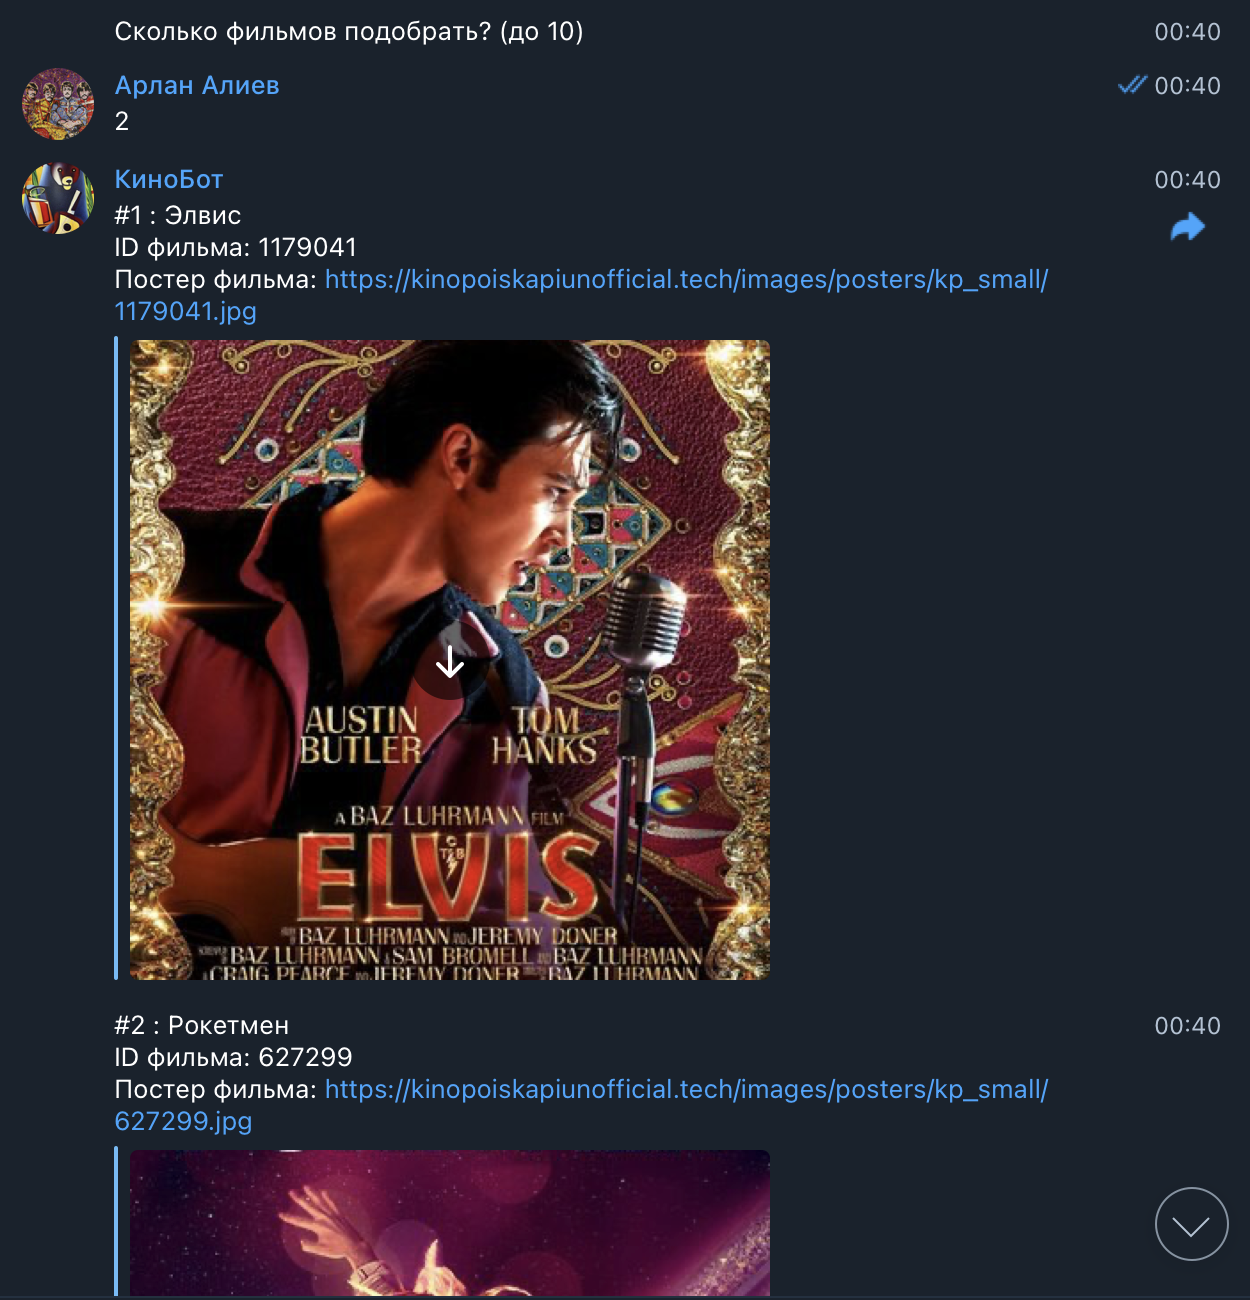 Сколько фильмов подобрать? (до 10)
00:40
Арлан Алиев
00:40
2
КиноБот
00:40
#1 : Элвис
ID фильма: 1179041
Постер фильма: https://kinopoiskapiunofficial.tech/images/posters/kp_small/
1179041.jpg
AUSTIN BUTLER
TOM HANKS
A BAZ LUHRMANN FILM
ELVIS
BAZ LUHRMANN JEREMY DONER
BAZ LUHRMANN & SAM BROMELL BAZ LUHRMANN
CRAIG PEARCE JEREMY DONER BAZ LUHRMANN
#2 : Рокетмен
00:40
ID фильма: 627299
Постер фильма: https://kinopoiskapiunofficial.tech/images/posters/kp_small/
627299.jpg